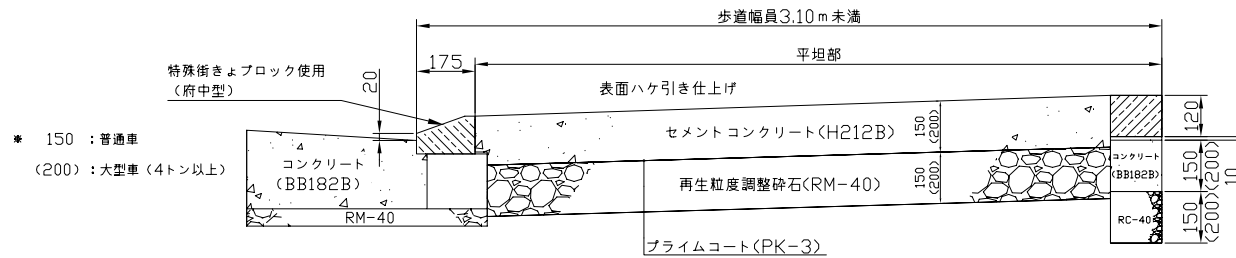 歩道幅員3.10m未満
175
平坦部
特殊街きょブロック使用
(府中型)
20
表面ハケ引き仕上げ
120
* 150 :普通車
(200) :大型車 (4トン以上)
コンクリート
(BB182B)
セメントコンクリート(H212B)
150
(200)
コンクリート
(BB182B)
150
(200)
10
再生粒度調整砕石(RM-40)
150
(200)
RM-40
RC-40
150
(200)
プライムコート(PK-3)